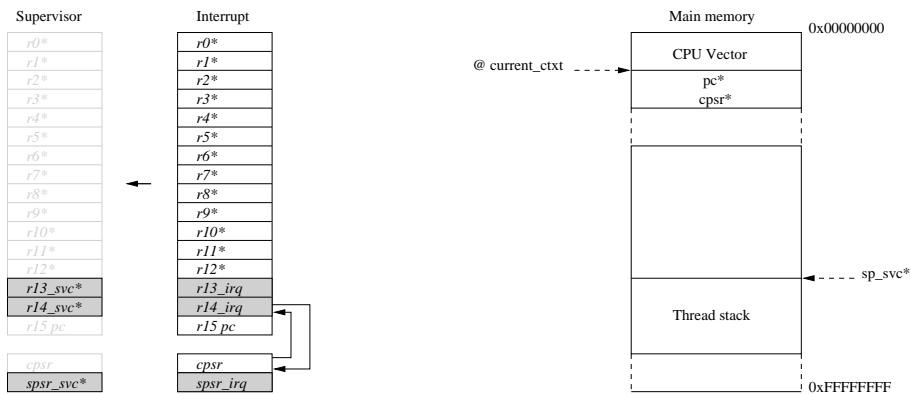 Supervisor
r0*
r1*
r2*
r3*
r4*
r5*
r6*
r7*
r8*
r9*
r10*
r11*
r12*
r13_svc*
r14_svc*
r15 pc
cpsr
spsr_svc*
Interrupt
r0*
r1*
r2*
r3*
r4*
r5*
r6*
r7*
r8*
r9*
r10*
r11*
r12*
r13_irq
r14_irq
r15 pc
cpsr
spsr_irq
Main memory
0x00000000
CPU Vector
@ current_ctxt
pc*
cpsr*
sp_svc*
Thread stack
0xFFFFFFFF